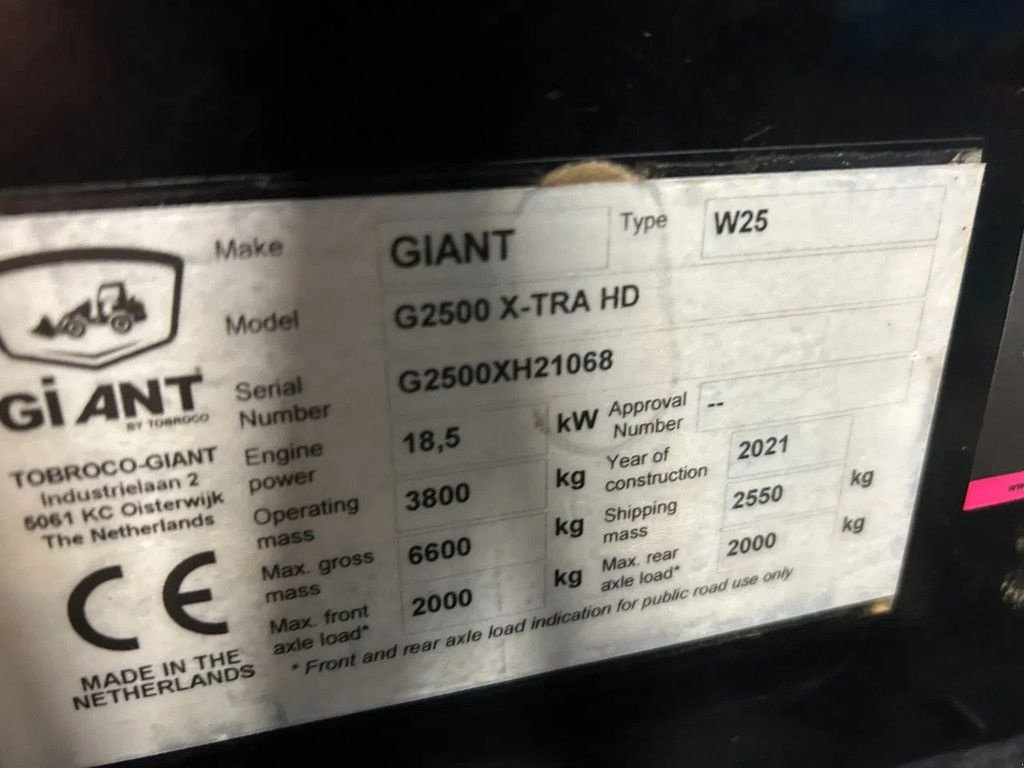 Make GIANT Type W25
Model G2500 X-TRA HD
Serial Number G2500XH21068
Engine power 18,5 kW Approval Number --
Operating mass 3800 kg Year of construction 2021
Max. gross mass 6600 kg Shipping mass 2550 kg
Max. front axle load* 2000 kg Max. rear axle load* 2000 kg
* Front and rear axle load indication for public road use only
GiANT
BY TOBROCO
TOBROCO-GIANT
Industrielaan 2
5061 KC Oisterwijk
The Netherlands
CE
MADE IN THE
NETHERLANDS